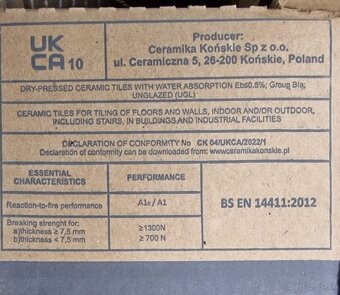 UK
CA 10
Producer:
Ceramika Końskie Sp z o.o.
ul. Ceramiczna 5, 26-200 Końskie, Poland
DRY-PRESSED CERAMIC TILES WITH WATER ABSORPTION Eb≤0.5%; Group BIa;
UNGLAZED (UGL)
CERAMIC TILES FOR TILING OF FLOORS AND WALLS, INDOOR AND/OR OUTDOOR,
INCLUDING STAIRS, IN BUILDINGS AND INDUSTRIAL FACILITIES
DECLARATION OF CONFORMITY No CK 04/UKCA/2022/1
Declaration of conformity can be downloaded from: www.ceramikakonskie.pl
ESSENTIAL
CHARACTERISTICS
PERFORMANCE
Reaction-to-fire performance
A1fl / A1
Breaking strenght for:
a)thickness ≥ 7,5 mm
b)thickness < 7,5 mm
≥1300N
≥ 700 N
BS EN 14411:2012